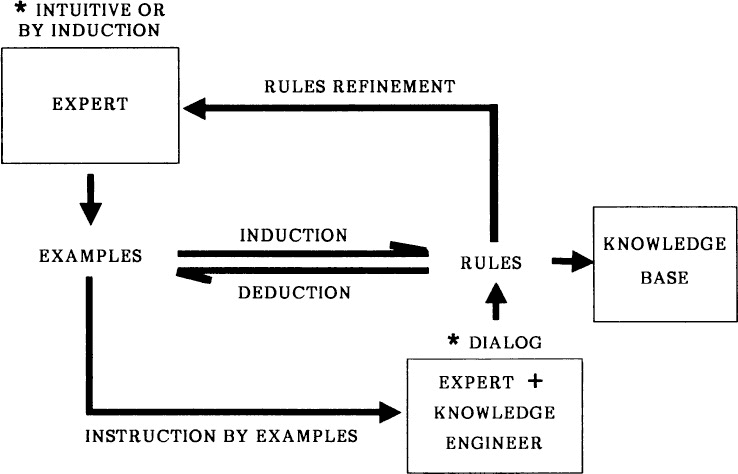 * INTUITIVE OR
BY INDUCTION
EXPERT
RULES REFINEMENT
EXAMPLES
INDUCTION
DEDUCTION
RULES
KNOWLEDGE
BASE
* DIALOG
EXPERT +
KNOWLEDGE
ENGINEER
INSTRUCTION BY EXAMPLES